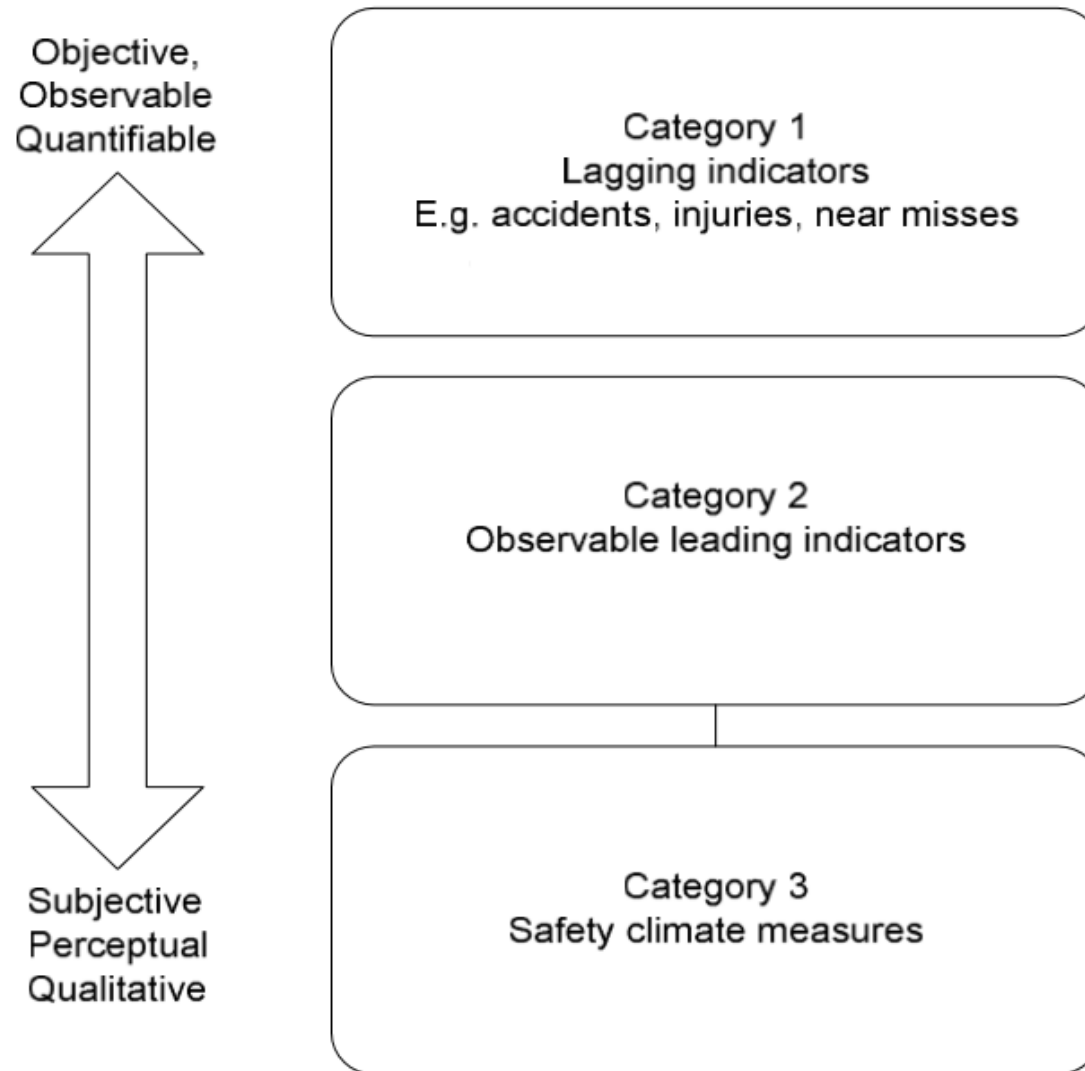 Objective,
Observable
Quantifiable
Category 1
Lagging indicators
E.g. accidents, injuries, near misses
Category 2
Observable leading indicators
Subjective
Perceptual
Qualitative
Category 3
Safety climate measures